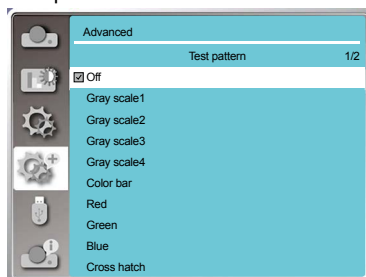 Advanced
Test pattern 1/2
Off
Gray scale1
Gray scale2
Gray scale3
Gray scale4
Color bar
Red
Green
Blue
Cross hatch